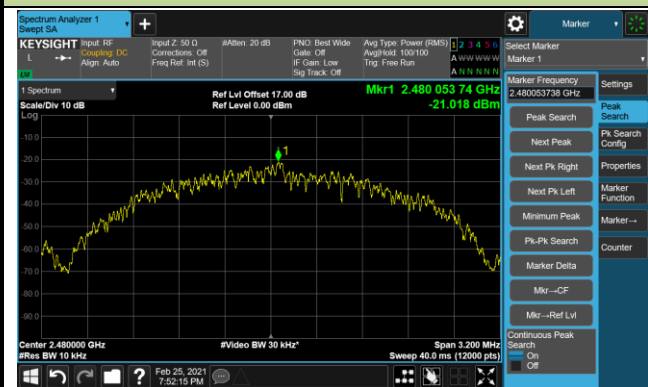 Spectrum Analyzer 1
Swept SA
+
Marker
KEYSIGHT
L
Input: RF
Coupling: DC
Align: Auto
Input Z: 50 Ω
Corrections: Off
Freq Ref: Int (S)
#Atten: 20 dB
PNO: Best Wide
Gate: Off
IF Gain: Low
Sig Track: Off
Avg Type: Power (RMS)
Avg|Hold: 100/100
Trig: Free Run
1 2 3 4 5 6
A W W W W W
A N N N N N
Select Marker
Marker 1
1 Spectrum
Scale/Div 10 dB
Log
Ref Lvl Offset 17.00 dB
Ref Level 0.00 dBm
Mkr1 2.480 053 74 GHz
-21.018 dBm
Marker Frequency
2.480053738 GHz
Settings
Peak Search
Peak
Search
Next Peak
Pk Search
Config
Next Pk Right
Properties
Next Pk Left
Marker
Function
Minimum Peak
Marker→
Pk-Pk Search
Counter
Marker Delta
Mkr→CF
Mkr→Ref Lvl
Continuous Peak
Search
On
Off
1
-10.0
-20.0
-30.0
-40.0
-50.0
-60.0
-70.0
-80.0
-90.0
Center 2.480000 GHz
#Res BW 10 kHz
#Video BW 30 kHz*
Span 3.200 MHz
Sweep 40.0 ms (12000 pts)
?
Feb 25, 2021
7:52:15 PM